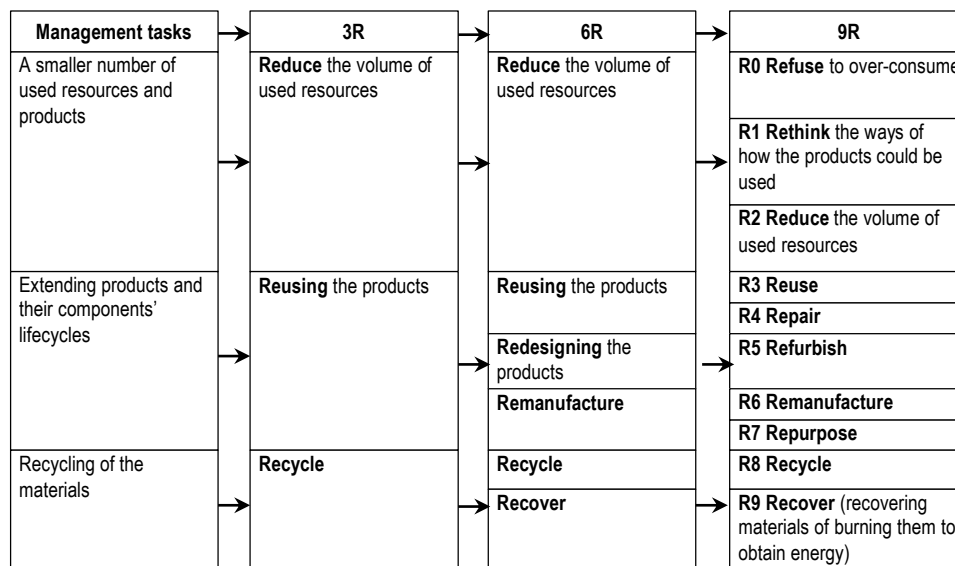 Management tasks
3R
6R
9R
A smaller number of
used resources and
products
Reduce the volume of
used resources
Reduce the volume of
used resources
R0 Refuse to over-consume
R1 Rethink the ways of
how the products could be
used
R2 Reduce the volume of
used resources
Extending products and
their components’
lifecycles
Reusing the products
Reusing the products
Redesigning the
products
Remanufacture
R3 Reuse
R4 Repair
R5 Refurbish
R6 Remanufacture
R7 Repurpose
Recycling of the
materials
Recycle
Recycle
Recover
R8 Recycle
R9 Recover (recovering
materials of burning them to
obtain energy)